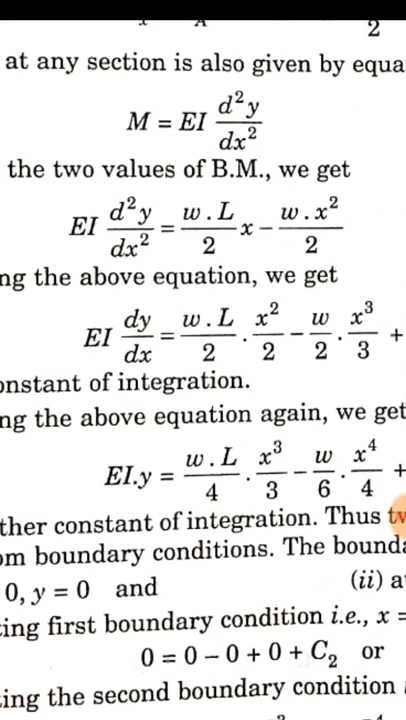 2
at any section is also given by equa
M = EI d²y/dx²
the two values of B.M., we get
EI d²y/dx² = w . L/2 x − w . x²/2
ng the above equation, we get
EI dy/dx = w . L/2 . x²/2 − w/2 . x³/3 +
onstant of integration.
ng the above equation again, we get
EI.y = w . L/4 . x³/3 − w/6 . x⁴/4 +
ther constant of integration. Thus tw
om boundary conditions. The bounda
0, y = 0 and (ii) a
ing first boundary condition i.e., x =
0 = 0 − 0 + 0 + C₂ or
ing the second boundary condition